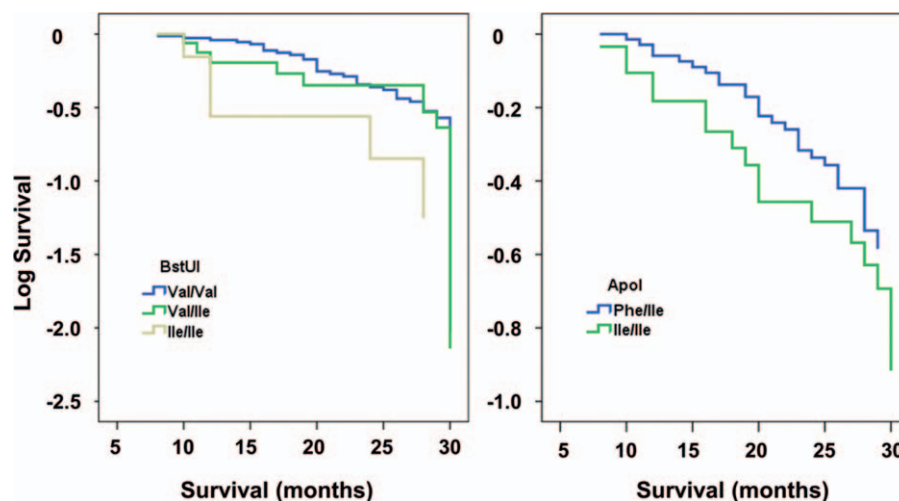 Log Survival
0
-0.5
-1.0
-1.5
-2.0
-2.5
BstUI
Val/Val
Val/Ile
Ile/Ile
5 10 15 20 25 30
Survival (months)
0
-0.2
-0.4
-0.6
-0.8
-1.0
ApoI
Phe/Ile
Ile/Ile
5 10 15 20 25 30
Survival (months)